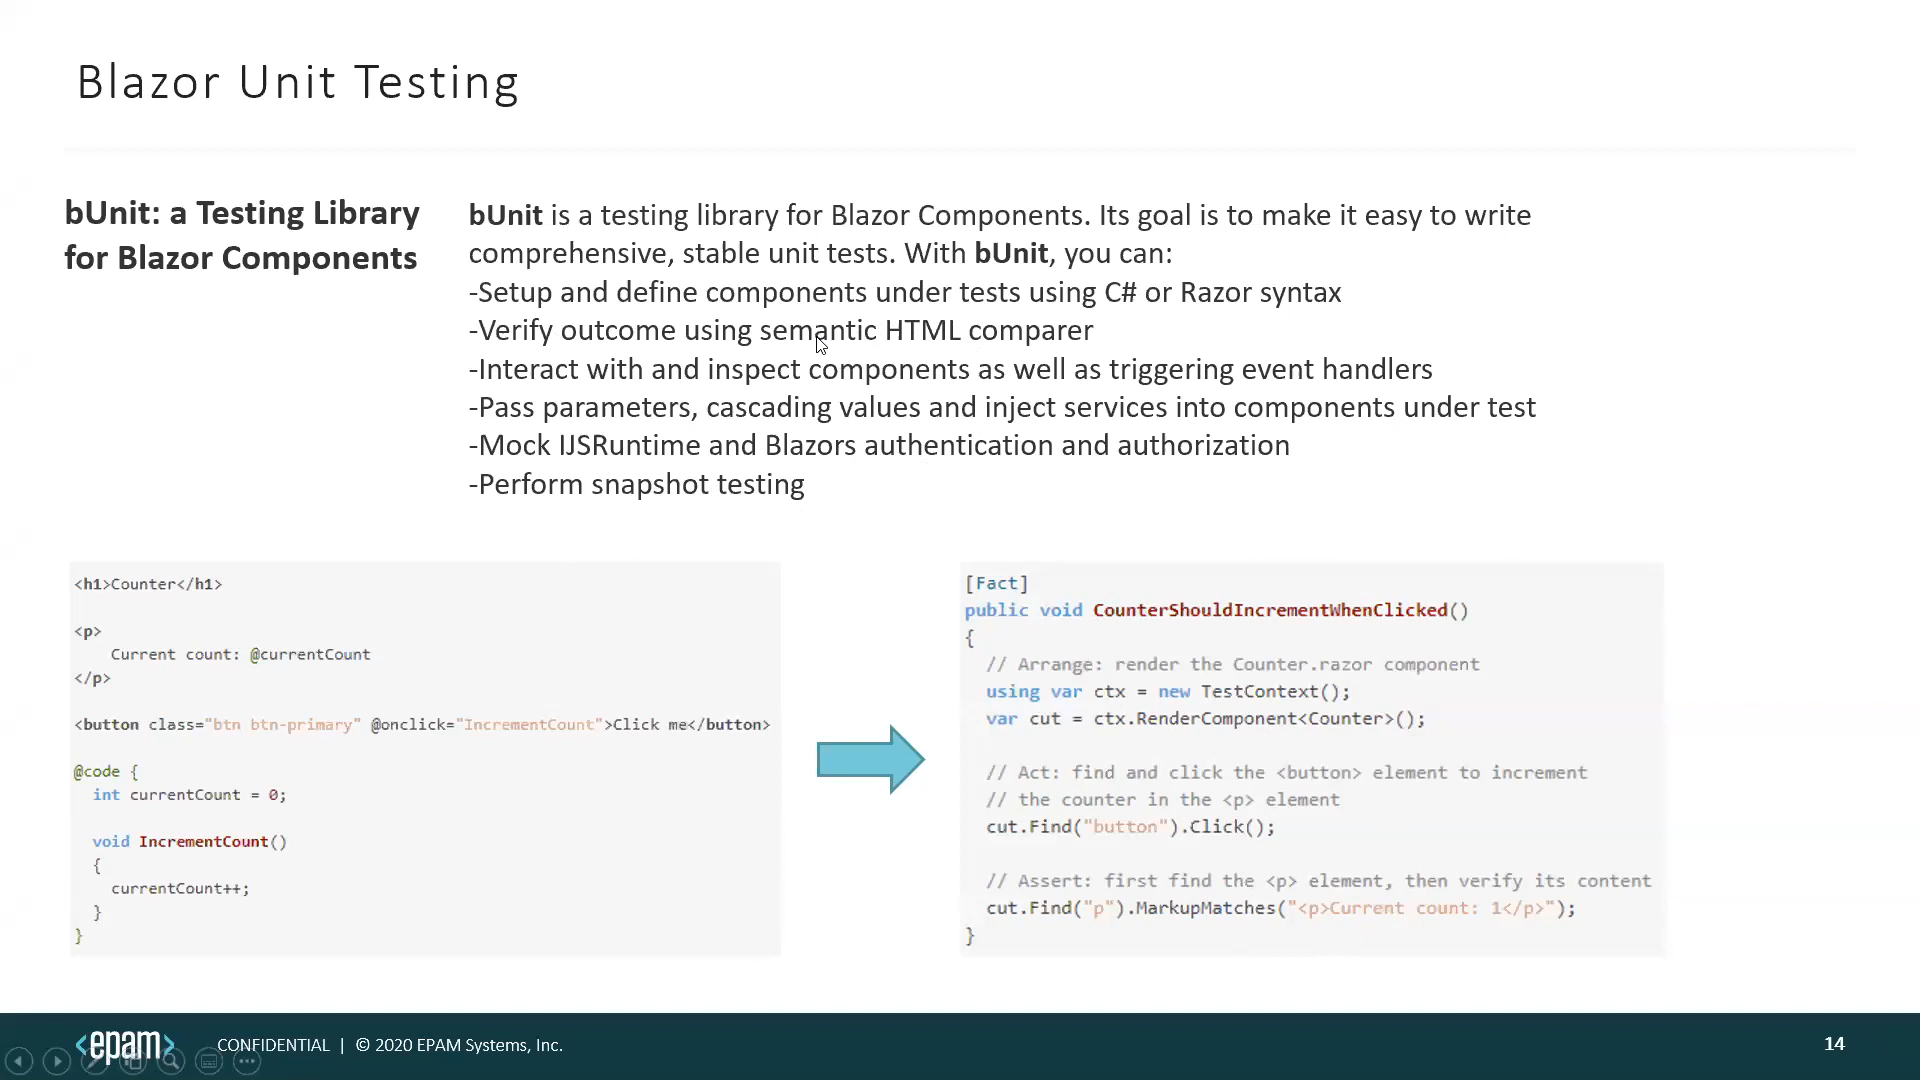 Blazor Unit Testing
bUnit: a Testing Library
for Blazor Components
bUnit is a testing library for Blazor Components. Its goal is to make it easy to write
comprehensive, stable unit tests. With bUnit, you can:
-Setup and define components under tests using C# or Razor syntax
-Verify outcome using semantic HTML comparer
-Interact with and inspect components as well as triggering event handlers
-Pass parameters, cascading values and inject services into components under test
-Mock IJSRuntime and Blazors authentication and authorization
-Perform snapshot testing
<h1>Counter</h1>
<p>
Current count: @currentCount
</p>
<button class="btn btn-primary" @onclick="IncrementCount">Click me</button>
@code {
int currentCount = 0;
void IncrementCount()
{
currentCount++;
}
}
[Fact]
public void CounterShouldIncrementWhenClicked()
{
// Arrange: render the Counter.razor component
using var ctx = new TestContext();
var cut = ctx.RenderComponent<Counter>();
// Act: find and click the <button> element to increment
// the counter in the <p> element
cut.Find("button").Click();
// Assert: first find the <p> element, then verify its content
cut.Find("p").MarkupMatches("<p>Current count: 1</p>");
}
<epam>
CONFIDENTIAL | © 2020 EPAM Systems, Inc.
14